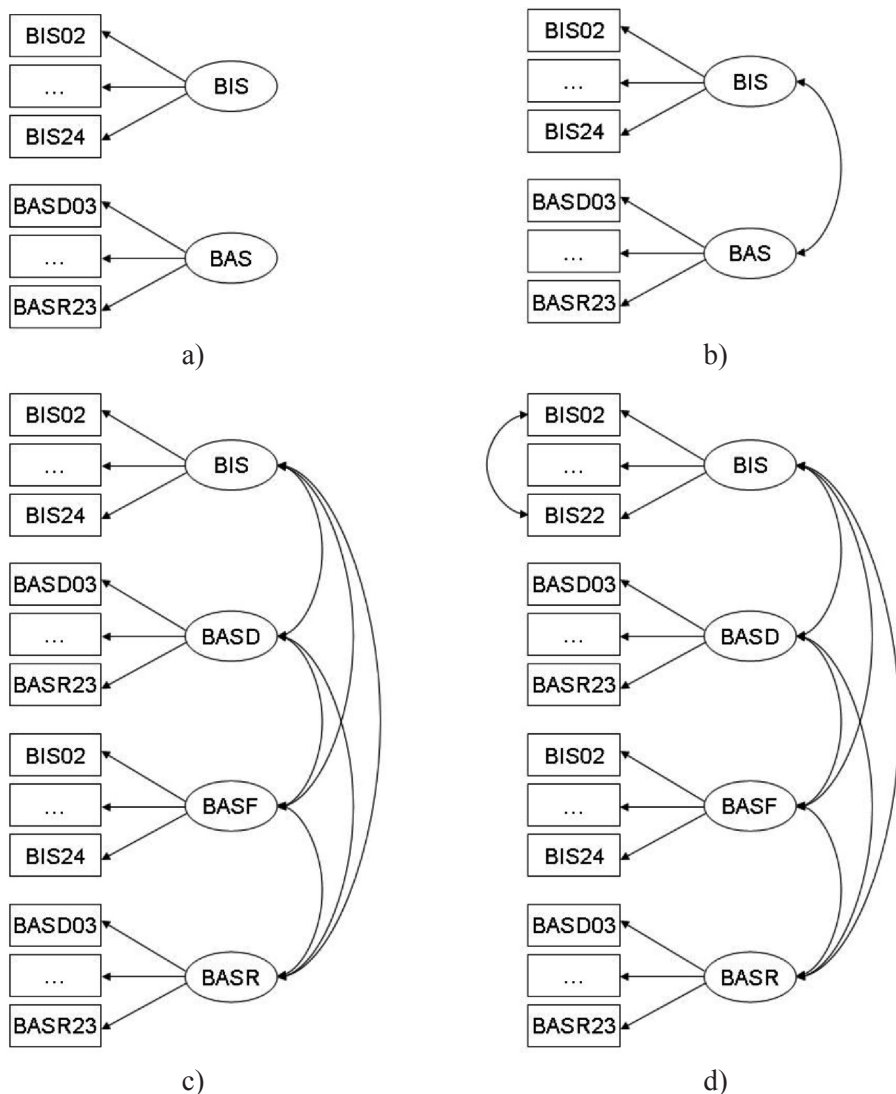 BIS02
...
BIS
BIS24
BASD03
...
BAS
BASR23
a)
BIS02
...
BIS
BIS24
BASD03
...
BAS
BASR23
b)
BIS02
...
BIS
BIS24
BASD03
...
BASD
BASR23
BIS02
...
BASF
BIS24
BASD03
...
BASR
BASR23
c)
BIS02
...
BIS
BIS22
BASD03
...
BASD
BASR23
BIS02
...
BASF
BIS24
BASD03
...
BASR
BASR23
d)